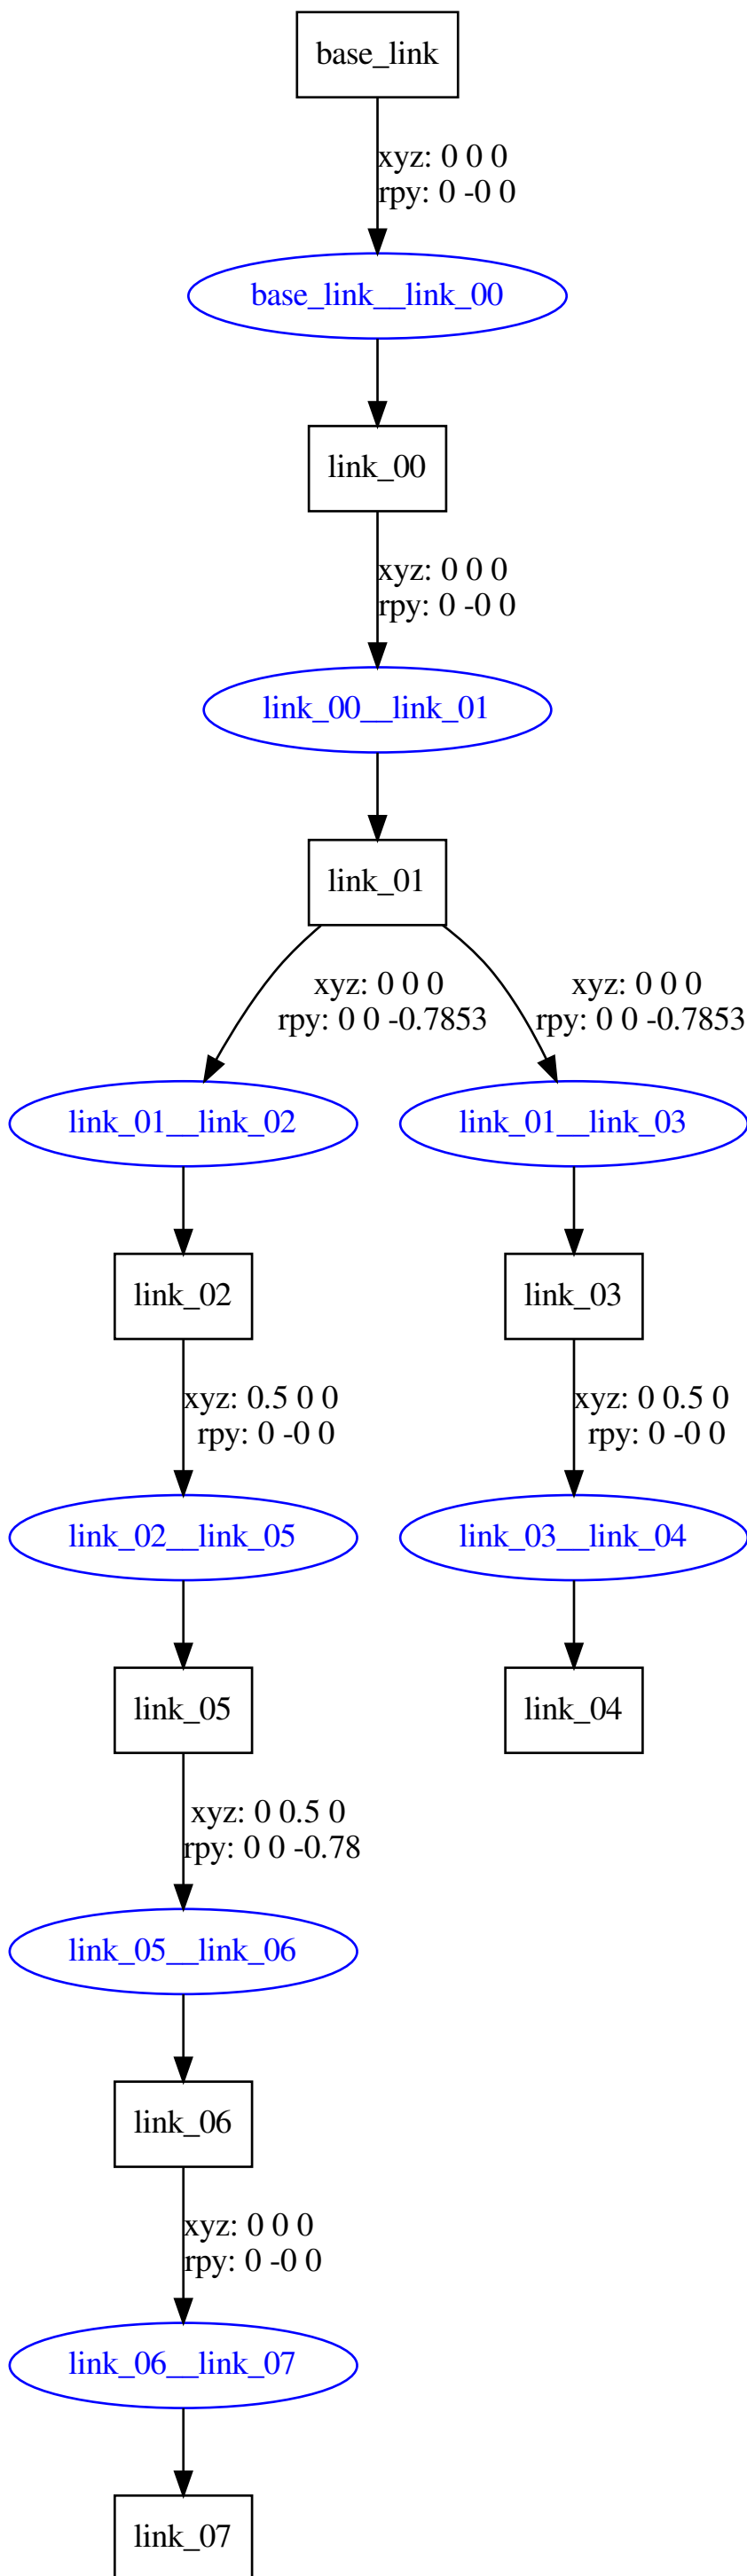 base_link
xyz: 0 0 0
rpy: 0 -0 0
base_link__link_00
link_00
xyz: 0 0 0
rpy: 0 -0 0
link_00__link_01
link_01
xyz: 0 0 0
rpy: 0 0 -0.7853
xyz: 0 0 0
rpy: 0 0 -0.7853
link_01__link_02
link_01__link_03
link_02
link_03
xyz: 0.5 0 0
rpy: 0 -0 0
xyz: 0 0.5 0
rpy: 0 -0 0
link_02__link_05
link_03__link_04
link_05
link_04
xyz: 0 0.5 0
rpy: 0 0 -0.78
link_05__link_06
link_06
xyz: 0 0 0
rpy: 0 -0 0
link_06__link_07
link_07